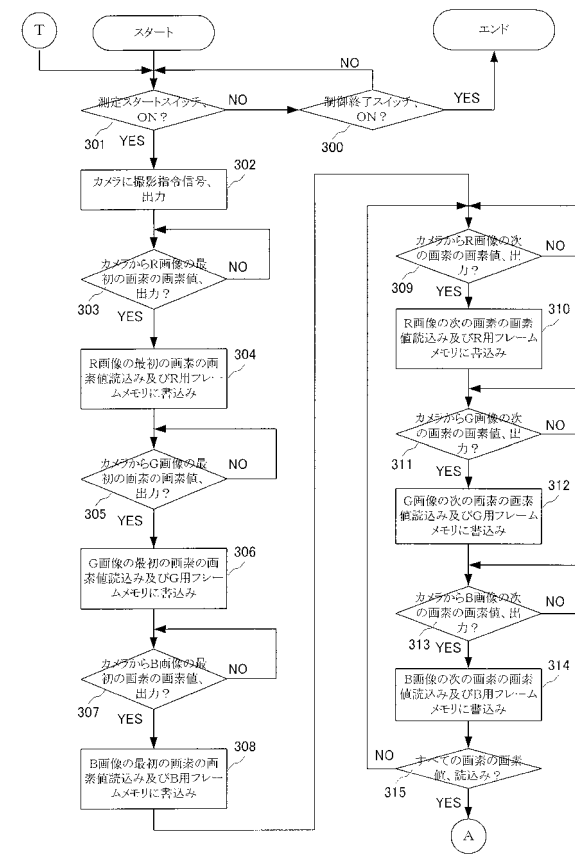 T
スタート
エンド
測定スタートスイッチ、
ON？
301
NO
YES
制御終了スイッチ、
ON？
300
NO
YES
302
カメラに撮影指令信号、
出力
カメラからR画像の最
初の画素の画素値、
出力？
303
NO
YES
304
R画像の最初の画素の画
素値読込み及びR用フレー
ムメモリに書込み
カメラからG画像の最
初の画素の画素値、
出力？
305
NO
YES
306
G画像の最初の画素の画
素値読込み及びG用フレー
ムメモリに書込み
カメラからB画像の最
初の画素の画素値、
出力？
307
NO
YES
308
B画像の最初の画素の画
素値読込み及びB用フレー
ムメモリに書込み
カメラからR画像の次
の画素の画素値、出
力？
309
NO
YES
310
R画像の次の画素の画素
値読込み及びR用フレーム
メモリに書込み
カメラからG画像の次
の画素の画素値、出
力？
311
NO
YES
312
G画像の次の画素の画素
値読込み及びG用フレーム
メモリに書込み
カメラからB画像の次
の画素の画素値、出
力？
313
NO
YES
314
B画像の次の画素の画素
値読込み及びB用フレーム
メモリに書込み
すべての画素の画素
値、読込み？
315
NO
YES
A